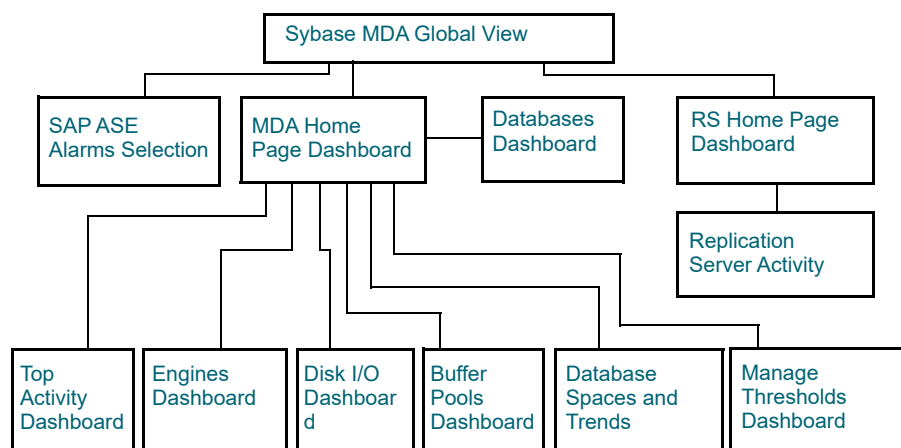 Sybase MDA Global View
SAP ASE
Alarms Selection
MDA Home
Page Dashboard
Databases
Dashboard
RS Home Page
Dashboard
Replication
Server Activity
Top
Activity
Dashboard
Engines
Dashboard
Disk I/O
Dashboar
d
Buffer
Pools
Dashboard
Database
Spaces and
Trends
Manage
Thresholds
Dashboard